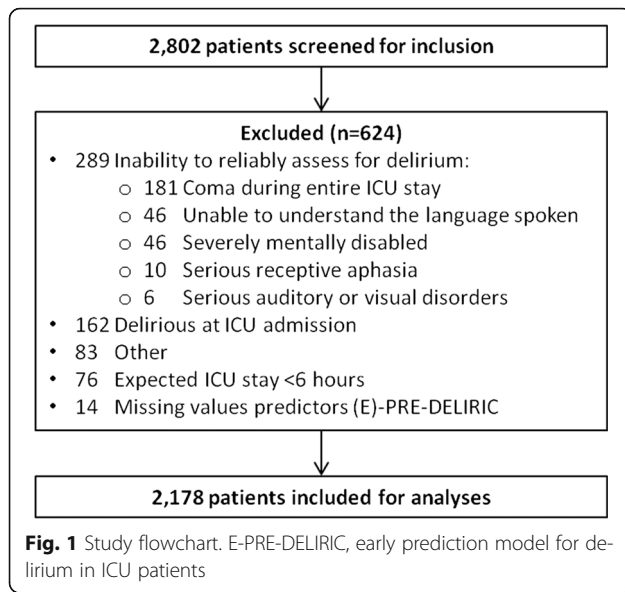 2,802 patients screened for inclusion
Excluded (n=624)
• 289 Inability to reliably assess for delirium:
o 181 Coma during entire ICU stay
o 46 Unable to understand the language spoken
o 46 Severely mentally disabled
o 10 Serious receptive aphasia
o 6 Serious auditory or visual disorders
• 162 Delirious at ICU admission
• 83 Other
• 76 Expected ICU stay <6 hours
• 14 Missing values predictors (E)-PRE-DELIRIC
2,178 patients included for analyses
Fig. 1 Study flowchart. E-PRE-DELIRIC, early prediction model for de-
lirium in ICU patients